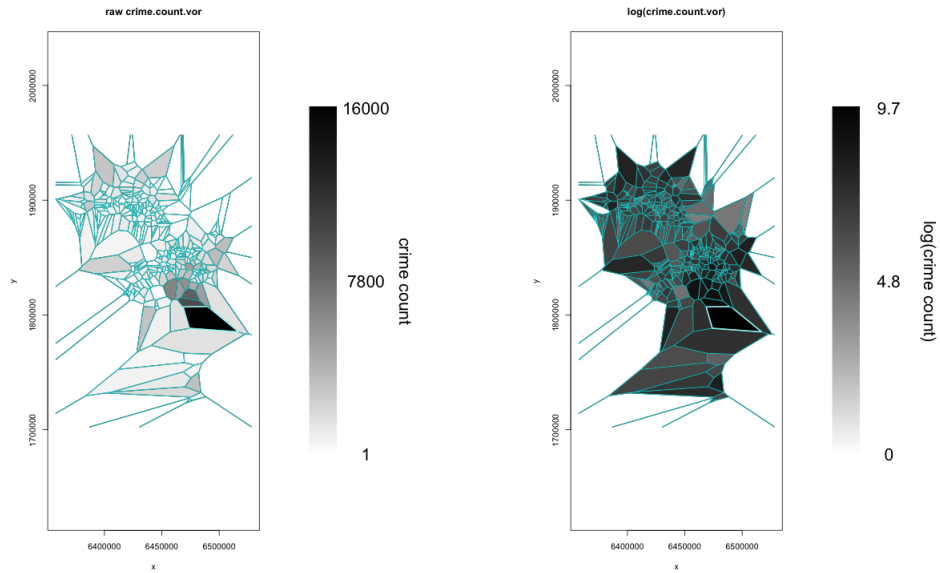 raw crime.count.vor)
2000000
1900000
1800000
1700000
y
6400000
6450000
6500000
x
16000
7800
1
crime count
log(crime.count.vor)
2000000
1900000
1800000
1700000
y
6400000
6450000
6500000
x
9.7
4.8
0
log(crime count)